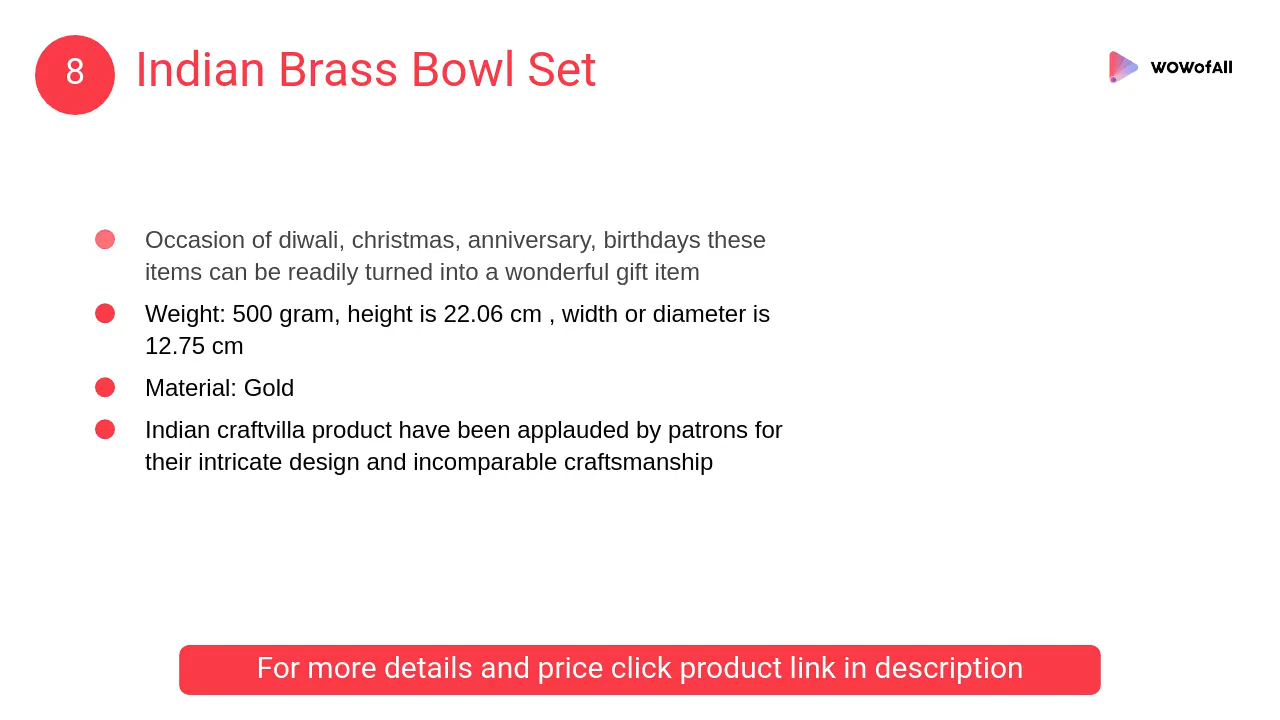 8
Indian Brass Bowl Set
WOWofAll
Occasion of diwali, christmas, anniversary, birthdays these
items can be readily turned into a wonderful gift item
Weight: 500 gram, height is 22.06 cm , width or diameter is
12.75 cm
Material: Gold
Indian craftvilla product have been applauded by patrons for
their intricate design and incomparable craftsmanship
For more details and price click product link in description